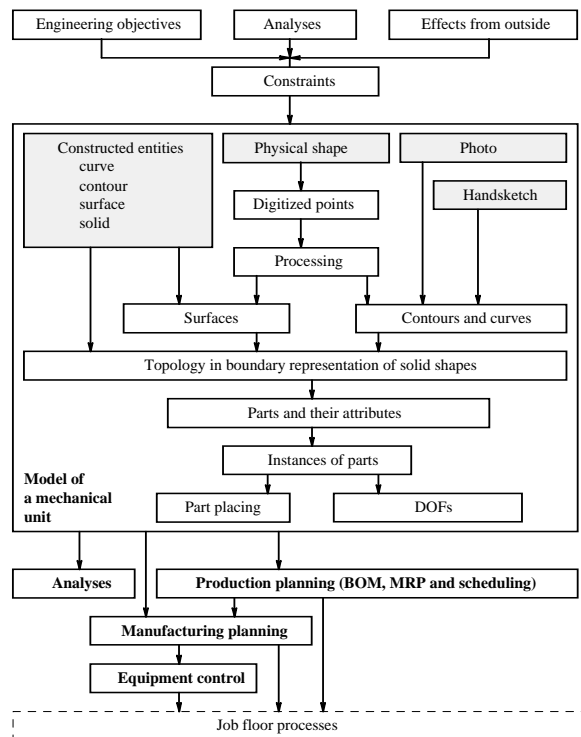 Engineering objectives
Analyses
Effects from outside
Constraints
Constructed entities
curve
contour
surface
solid
Physical shape
Photo
Handsketch
Digitized points
Processing
Surfaces
Contours and curves
Topology in boundary representation of solid shapes
Parts and their attributes
Instances of parts
Part placing
DOFs
Model of
a mechanical
unit
Analyses
Production planning (BOM, MRP and scheduling)
Manufacturing planning
Equipment control
Job floor processes